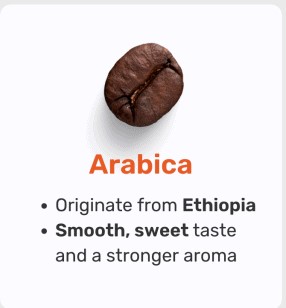 Arabica
• Originate from Ethiopia
• Smooth, sweet taste
and a stronger aroma